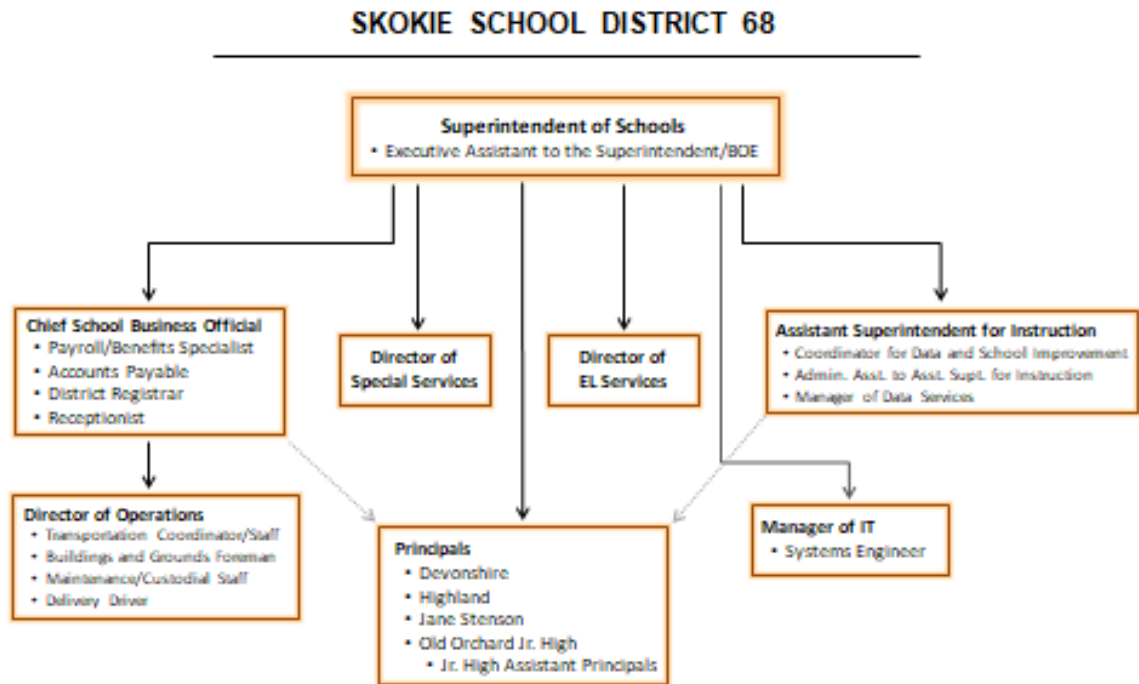 SKOKIE SCHOOL DISTRICT 68
Superintendent of Schools
• Executive Assistant to the Superintendent/BOE
Chief School Business Official
• Payroll/Benefits Specialist
• Accounts Payable
• District Registrar
• Receptionist
Director of
Special Services
Director of
EL Services
Assistant Superintendent for Instruction
• Coordinator for Data and School Improvement
• Admin. Asst. to Asst. Supt. for Instruction
• Manager of Data Services
Director of Operations
• Transportation Coordinator/Staff
• Buildings and Grounds Foreman
• Maintenance/Custodial Staff
• Delivery Driver
Principals
• Devonshire
• Highland
• Jane Stenson
• Old Orchard Jr. High
• Jr. High Assistant Principals
Manager of IT
• Systems Engineer